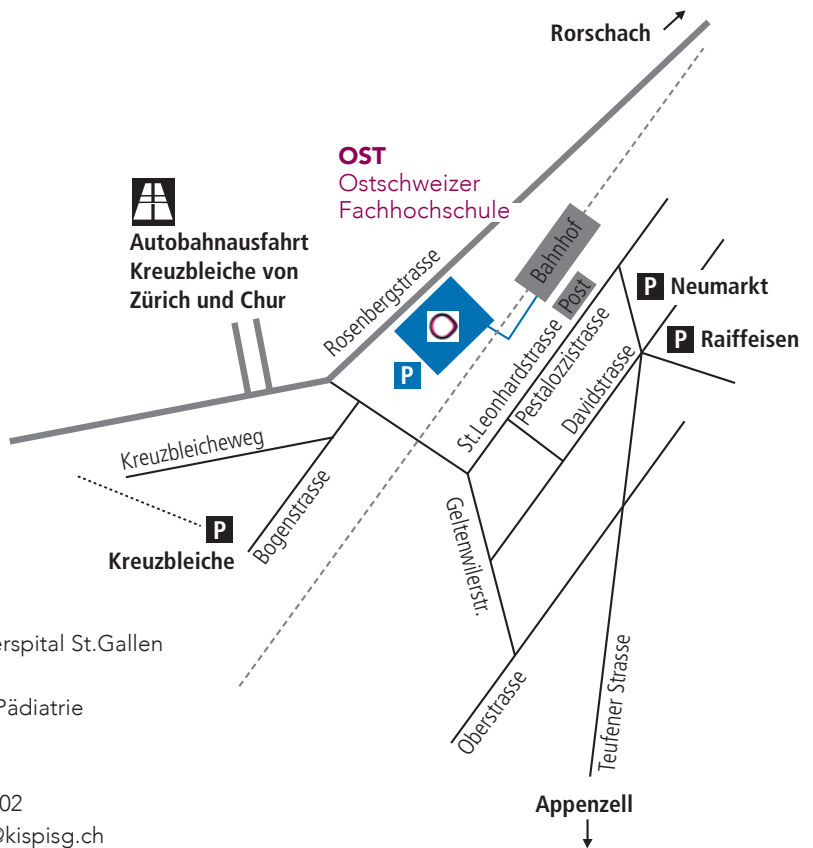 Rorschach
OST
Ostschweizer
Fachhochschule
Autobahnausfahrt
Kreuzbleiche von
Zürich und Chur
Rosenbergstrasse
Bahnhof
Post
P Neumarkt
P Raiffeisen
P
St.Leonhardstrasse
Pestalozzistrasse
Davidstrasse
Kreuzbleicheweg
Bogenstrasse
P
Kreuzbleiche
Geltenwilerstr.
Oberstrasse
Teufener Strasse
Appenzell
erspital St.Gallen
Pädiatrie
02
@kispisg.ch